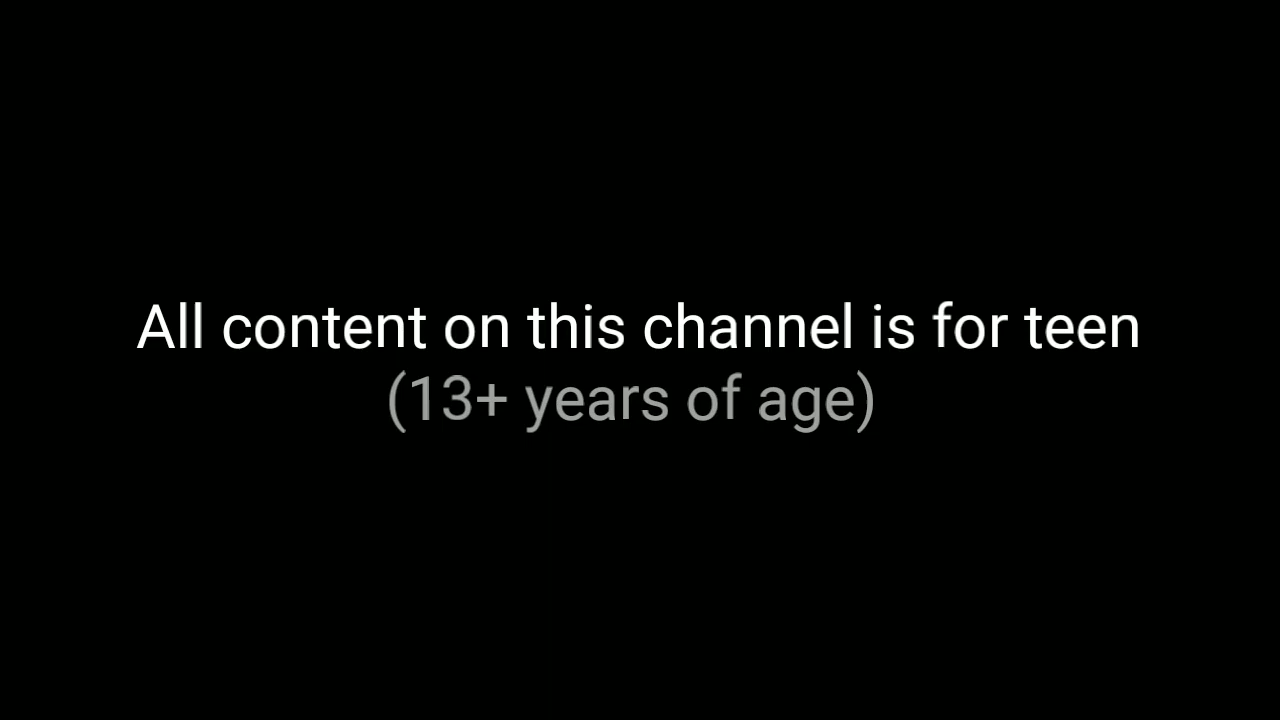 All content on this channel is for teen
(13+ years of age)